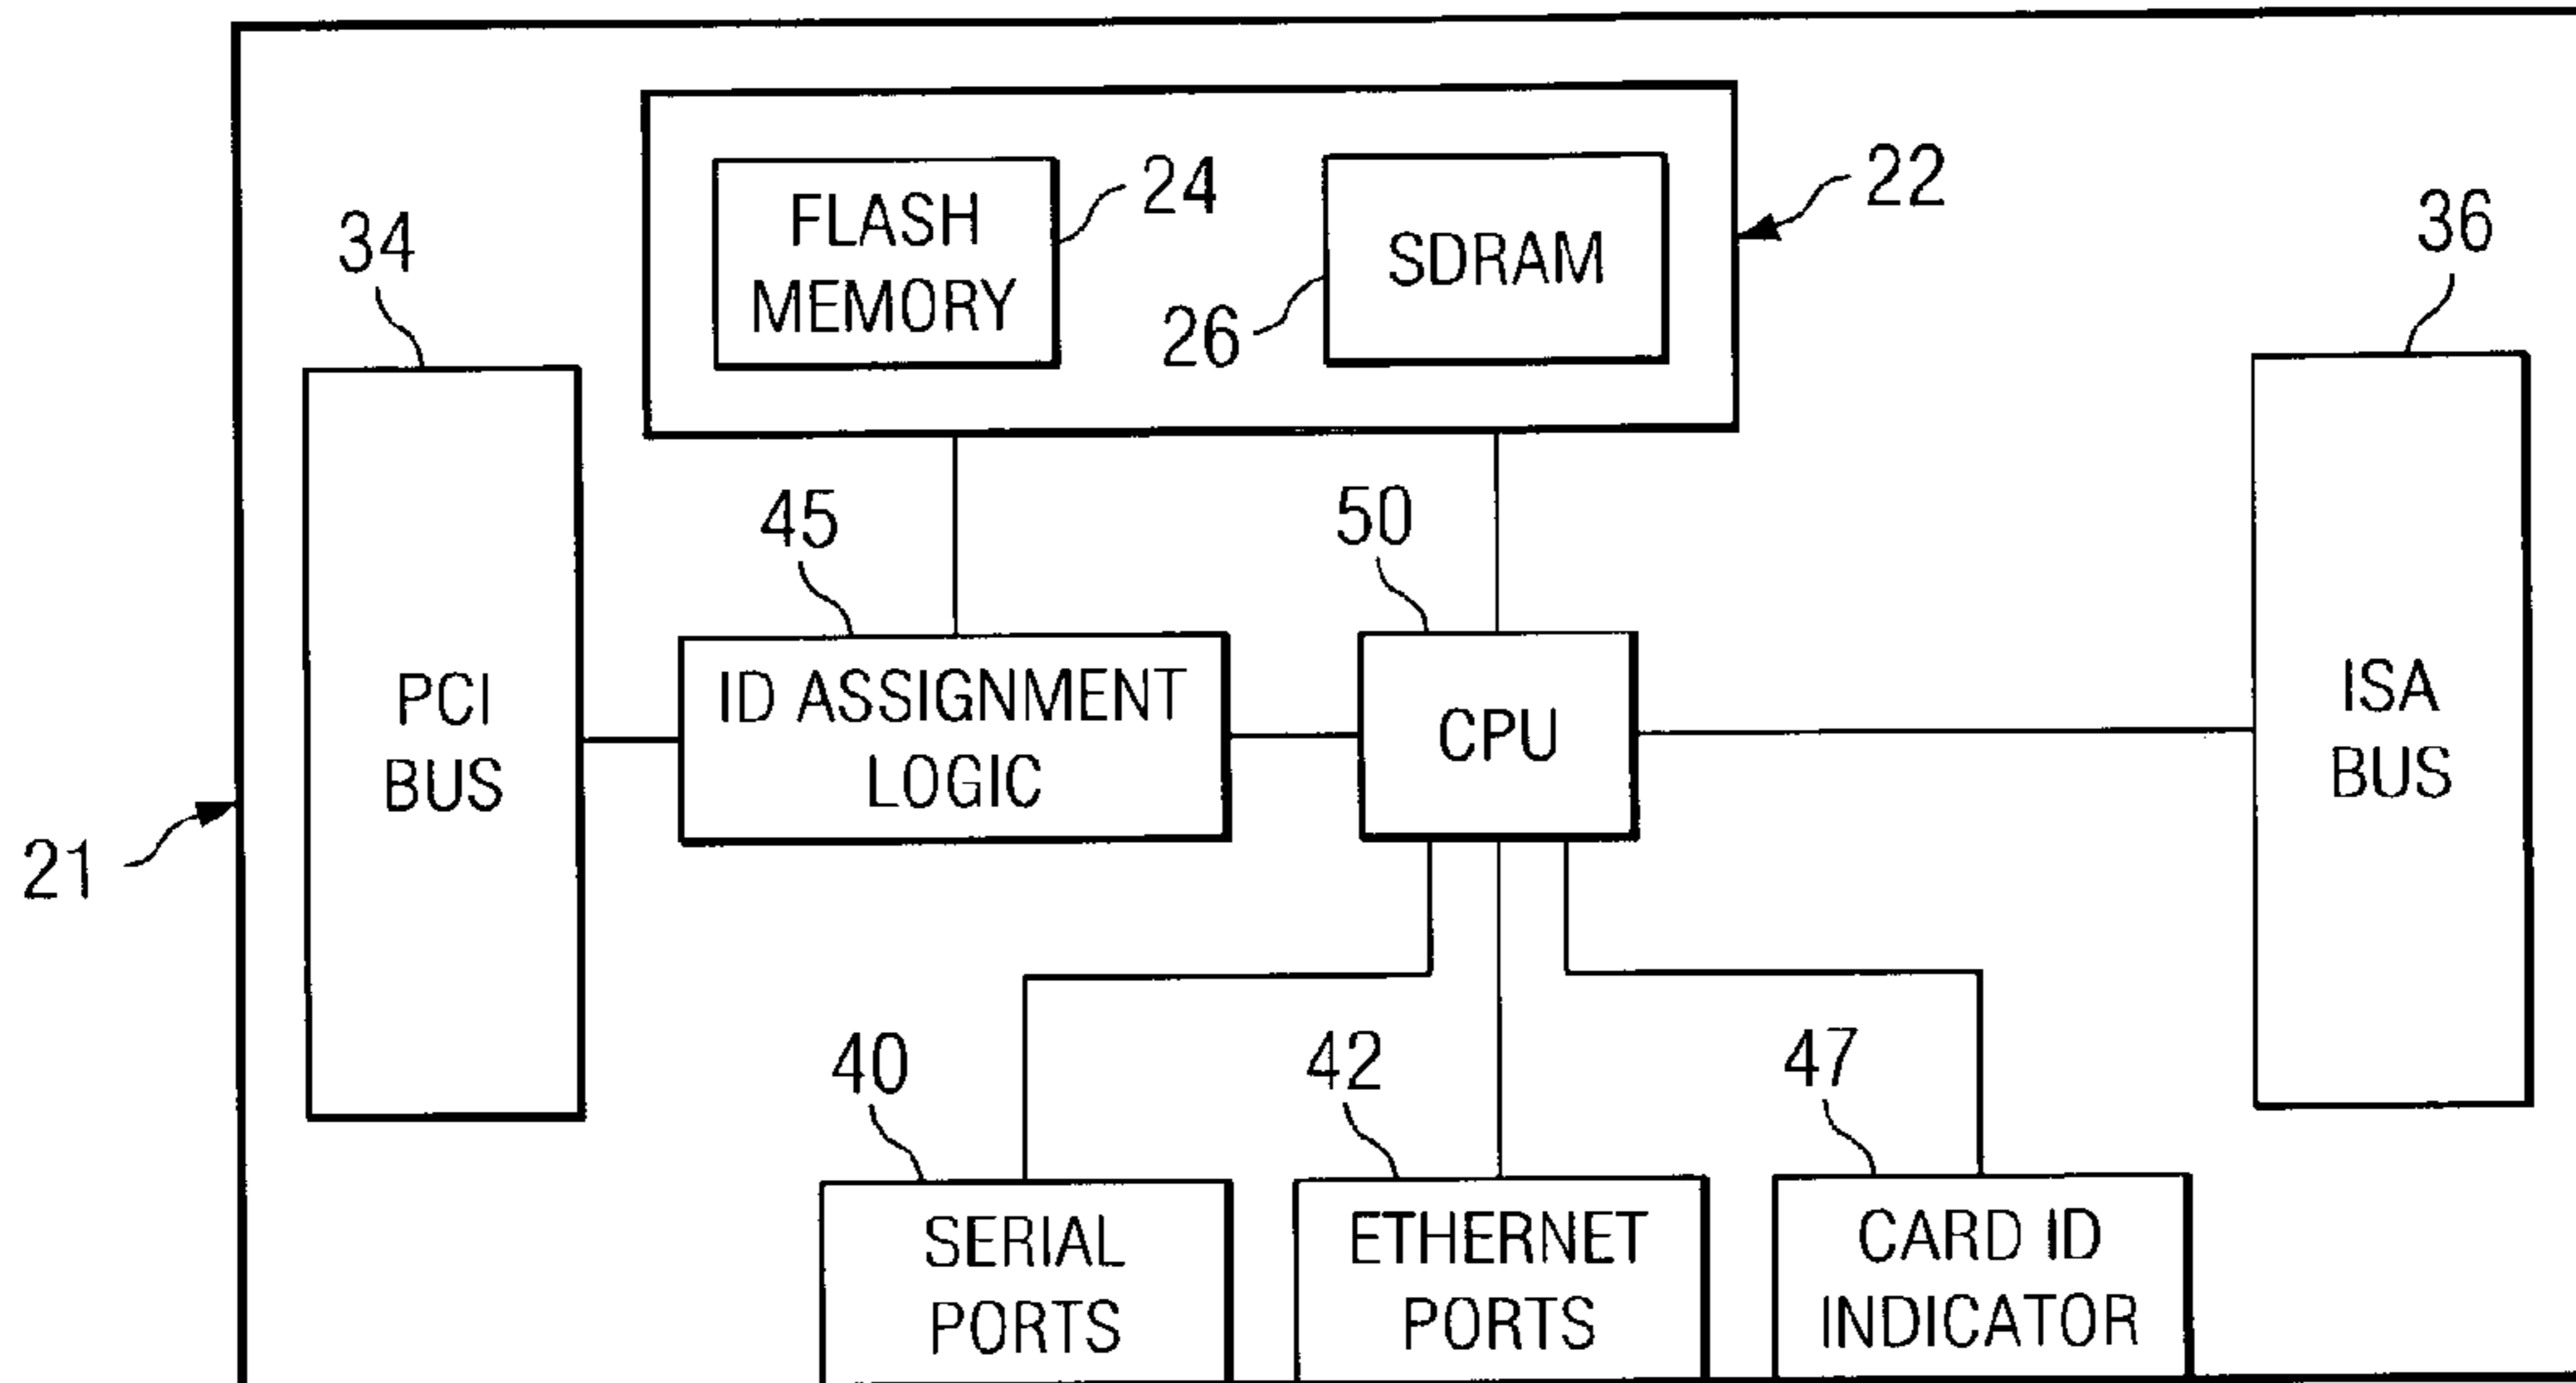 22
24
FLASH
MEMORY
SDRAM
26
34
36
45
50
PCI
BUS
ID ASSIGNMENT
LOGIC
CPU
ISA
BUS
21
40
42
47
SERIAL
PORTS
ETHERNET
PORTS
CARD ID
INDICATOR